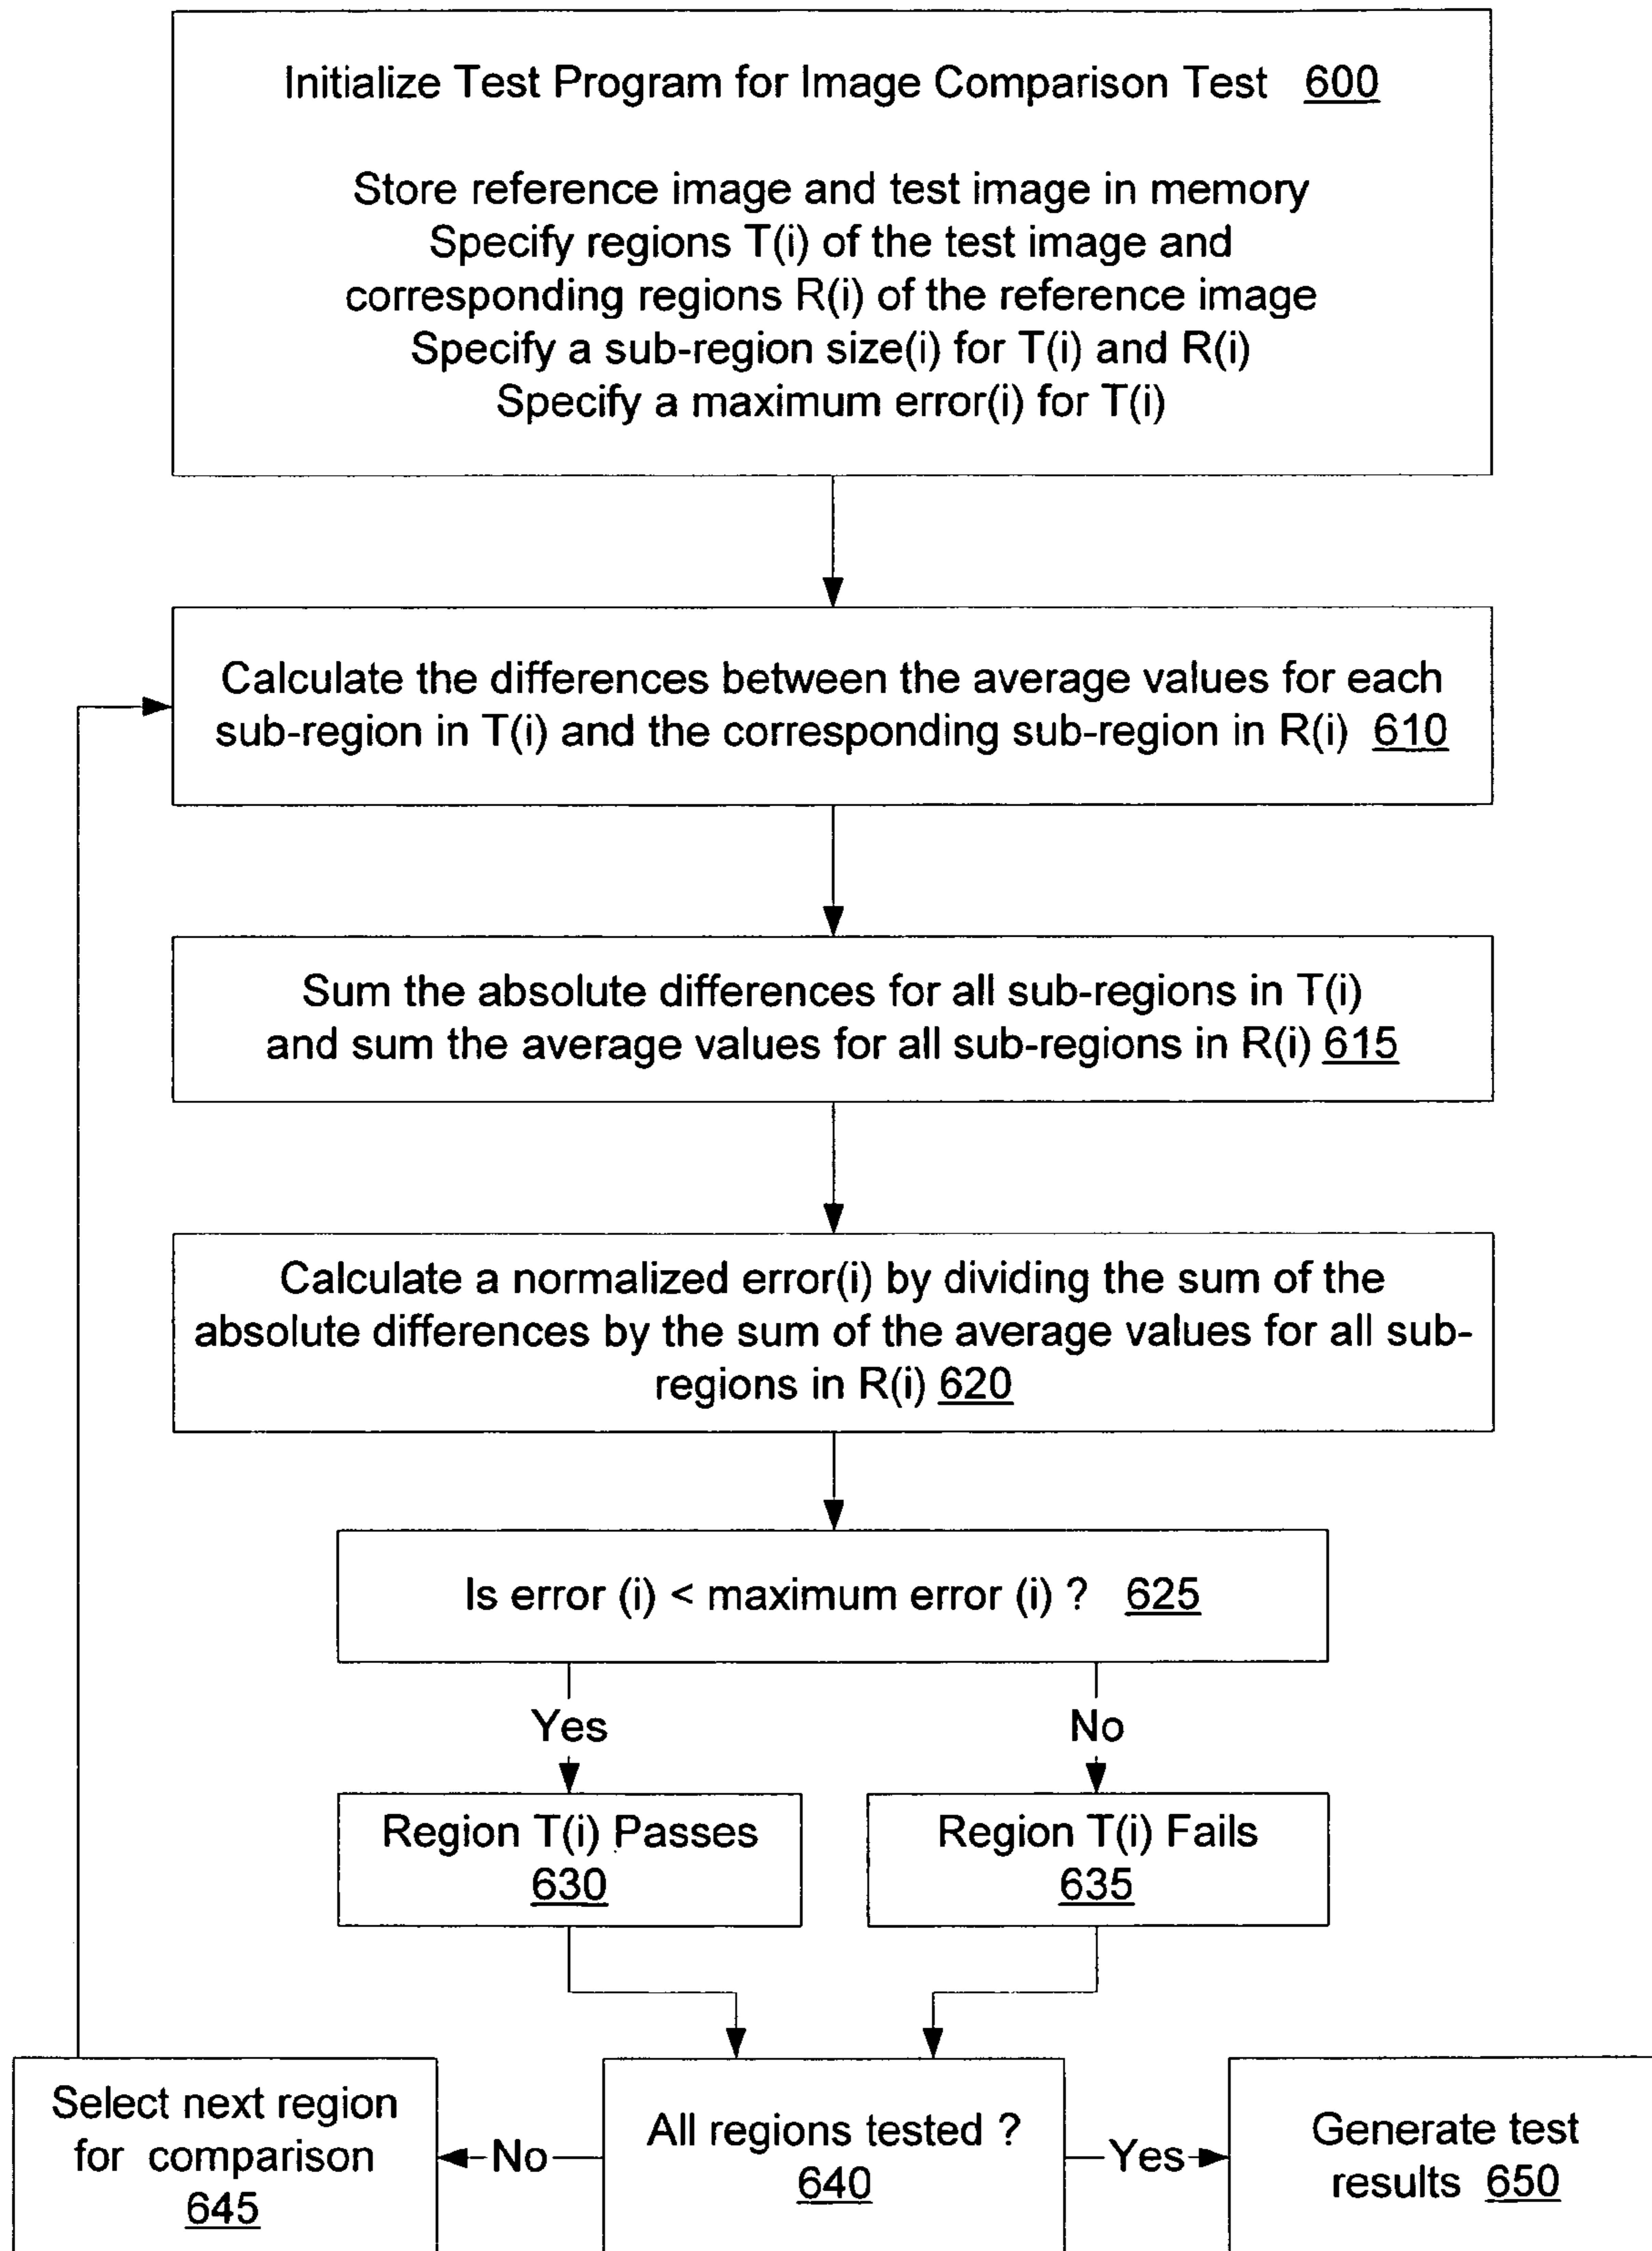 Initialize Test Program for Image Comparison Test 600
Store reference image and test image in memory
Specify regions T(i) of the test image and
corresponding regions R(i) of the reference image
Specify a sub-region size(i) for T(i) and R(i)
Specify a maximum error(i) for T(i)
Calculate the differences between the average values for each
sub-region in T(i) and the corresponding sub-region in R(i) 610
Sum the absolute differences for all sub-regions in T(i)
and sum the average values for all sub-regions in R(i) 615
Calculate a normalized error(i) by dividing the sum of the
absolute differences by the sum of the average values for all sub-
regions in R(i) 620
Is error (i) < maximum error (i) ? 625
Yes
No
Region T(i) Passes
630
Region T(i) Fails
635
Select next region
for comparison
645
No
All regions tested ?
640
Yes
Generate test
results 650